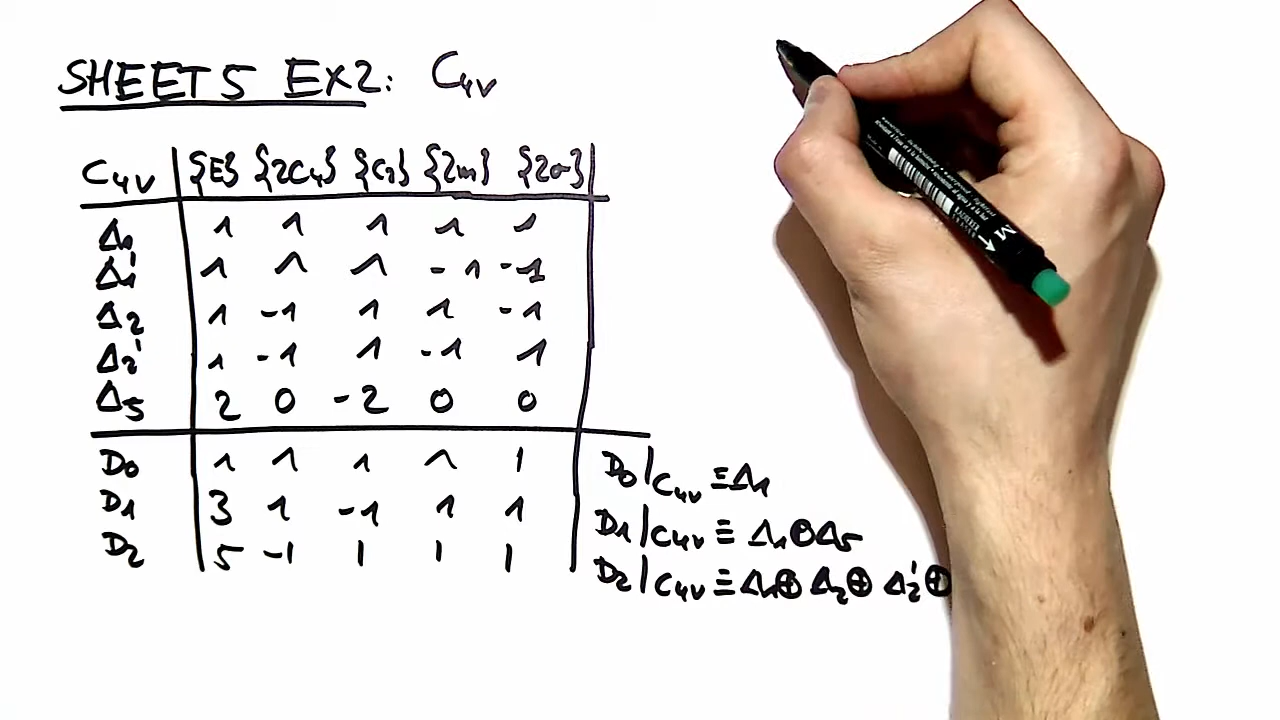 SHEET 5 EX2: C₄ᵥ
C₄ᵥ {E} {2C₄} {C₂} {2m} {2σ}
Δ₁ 1 1 1 1 1
Δ₁' 1 1 1 -1 -1
Δ₂ 1 -1 1 1 -1
Δ₂' 1 -1 1 -1 1
Δ₅ 2 0 -2 0 0
D₀ 1 1 1 1 1 D₀|C₄ᵥ ≡ Δ₁
D₁ 3 1 -1 1 1 D₁|C₄ᵥ ≡ Δ₁⊕Δ₅
D₂ 5 -1 1 1 1 D₂|C₄ᵥ ≡ Δ₁⊕Δ₂⊕Δ₂'⊕
M